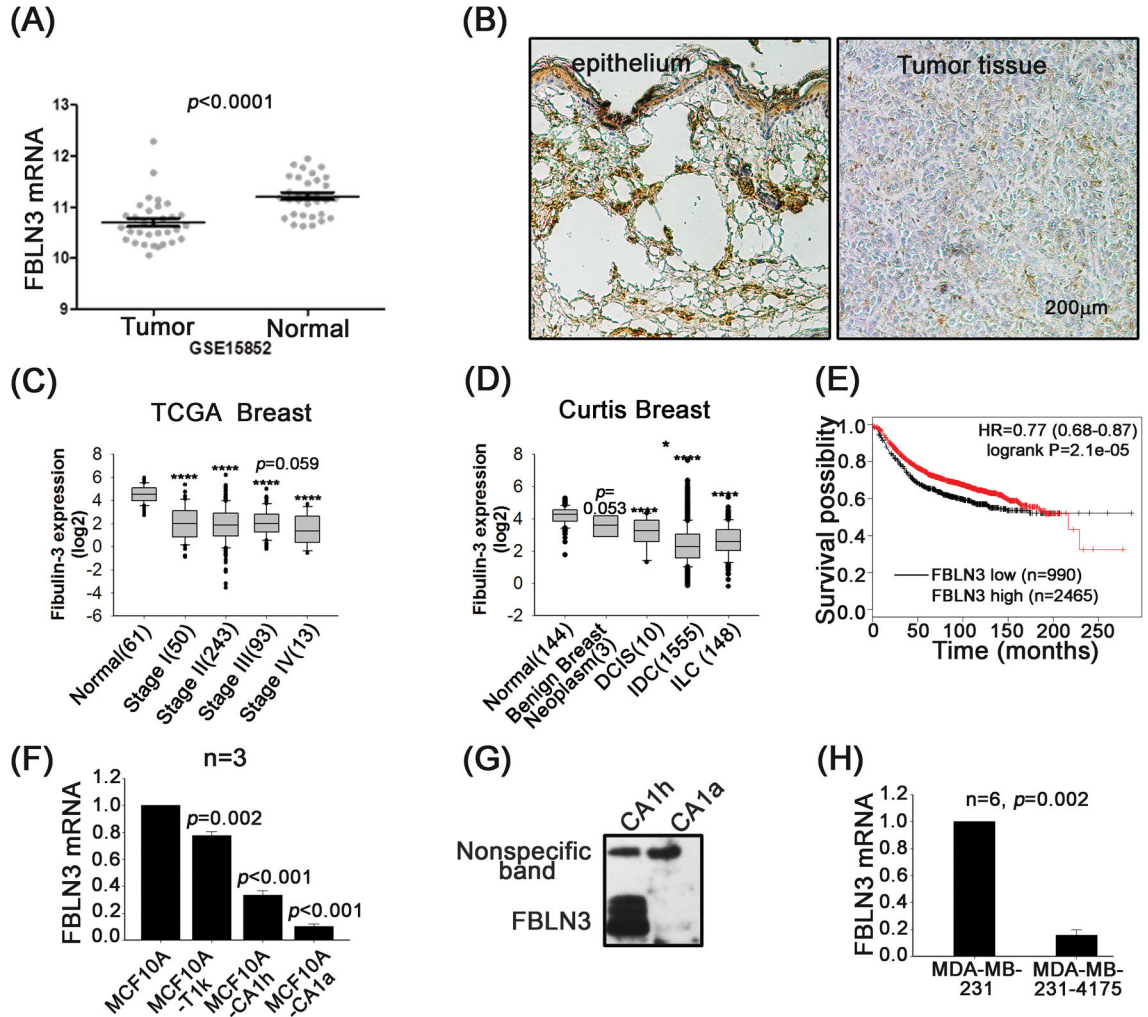 (A)
p<0.0001
FBLN3 mRNA
13
12
11
10
9
Tumor
Normal
GSE15852
(B)
epithelium
Tumor tissue
200μm
(C)
TCGA Breast
Fibulin-3 expression
(log2)
8
6
4
2
0
-2
-4
-6
****
****
p=0.059
****
****
Normal(61)
Stage I(50)
Stage II(243)
Stage III(93)
Stage IV(13)
(D)
Curtis Breast
Fibulin-3 expression
(log2)
8
6
4
2
0
-2
p=
0.053
****
*
****
****
Normal(144)
Benign Breast
Neoplasm(3)
DCIS(10)
IDC(1555)
ILC (148)
(E)
Survival possiblity
1.0
0.8
0.6
0.4
0.2
0.0
HR=0.77 (0.68-0.87)
logrank P=2.1e-05
FBLN3 low (n=990)
FBLN3 high (n=2465)
0
50
100
150
200
250
Time (months)
(F)
n=3
FBLN3 mRNA
1.2
1.0
0.8
0.6
0.4
0.2
0.0
p=0.002
p<0.001
p<0.001
MCF10A
MCF10A
-T1k
MCF10A
-CA1h
MCF10A
-CA1a
(G)
CA1h
CA1a
Nonspecific
band
FBLN3
(H)
n=6, p=0.002
FBLN3 mRNA
1.2
1.0
0.8
0.6
0.4
0.2
0.0
MDA-MB-
231
MDA-MB-
231-4175